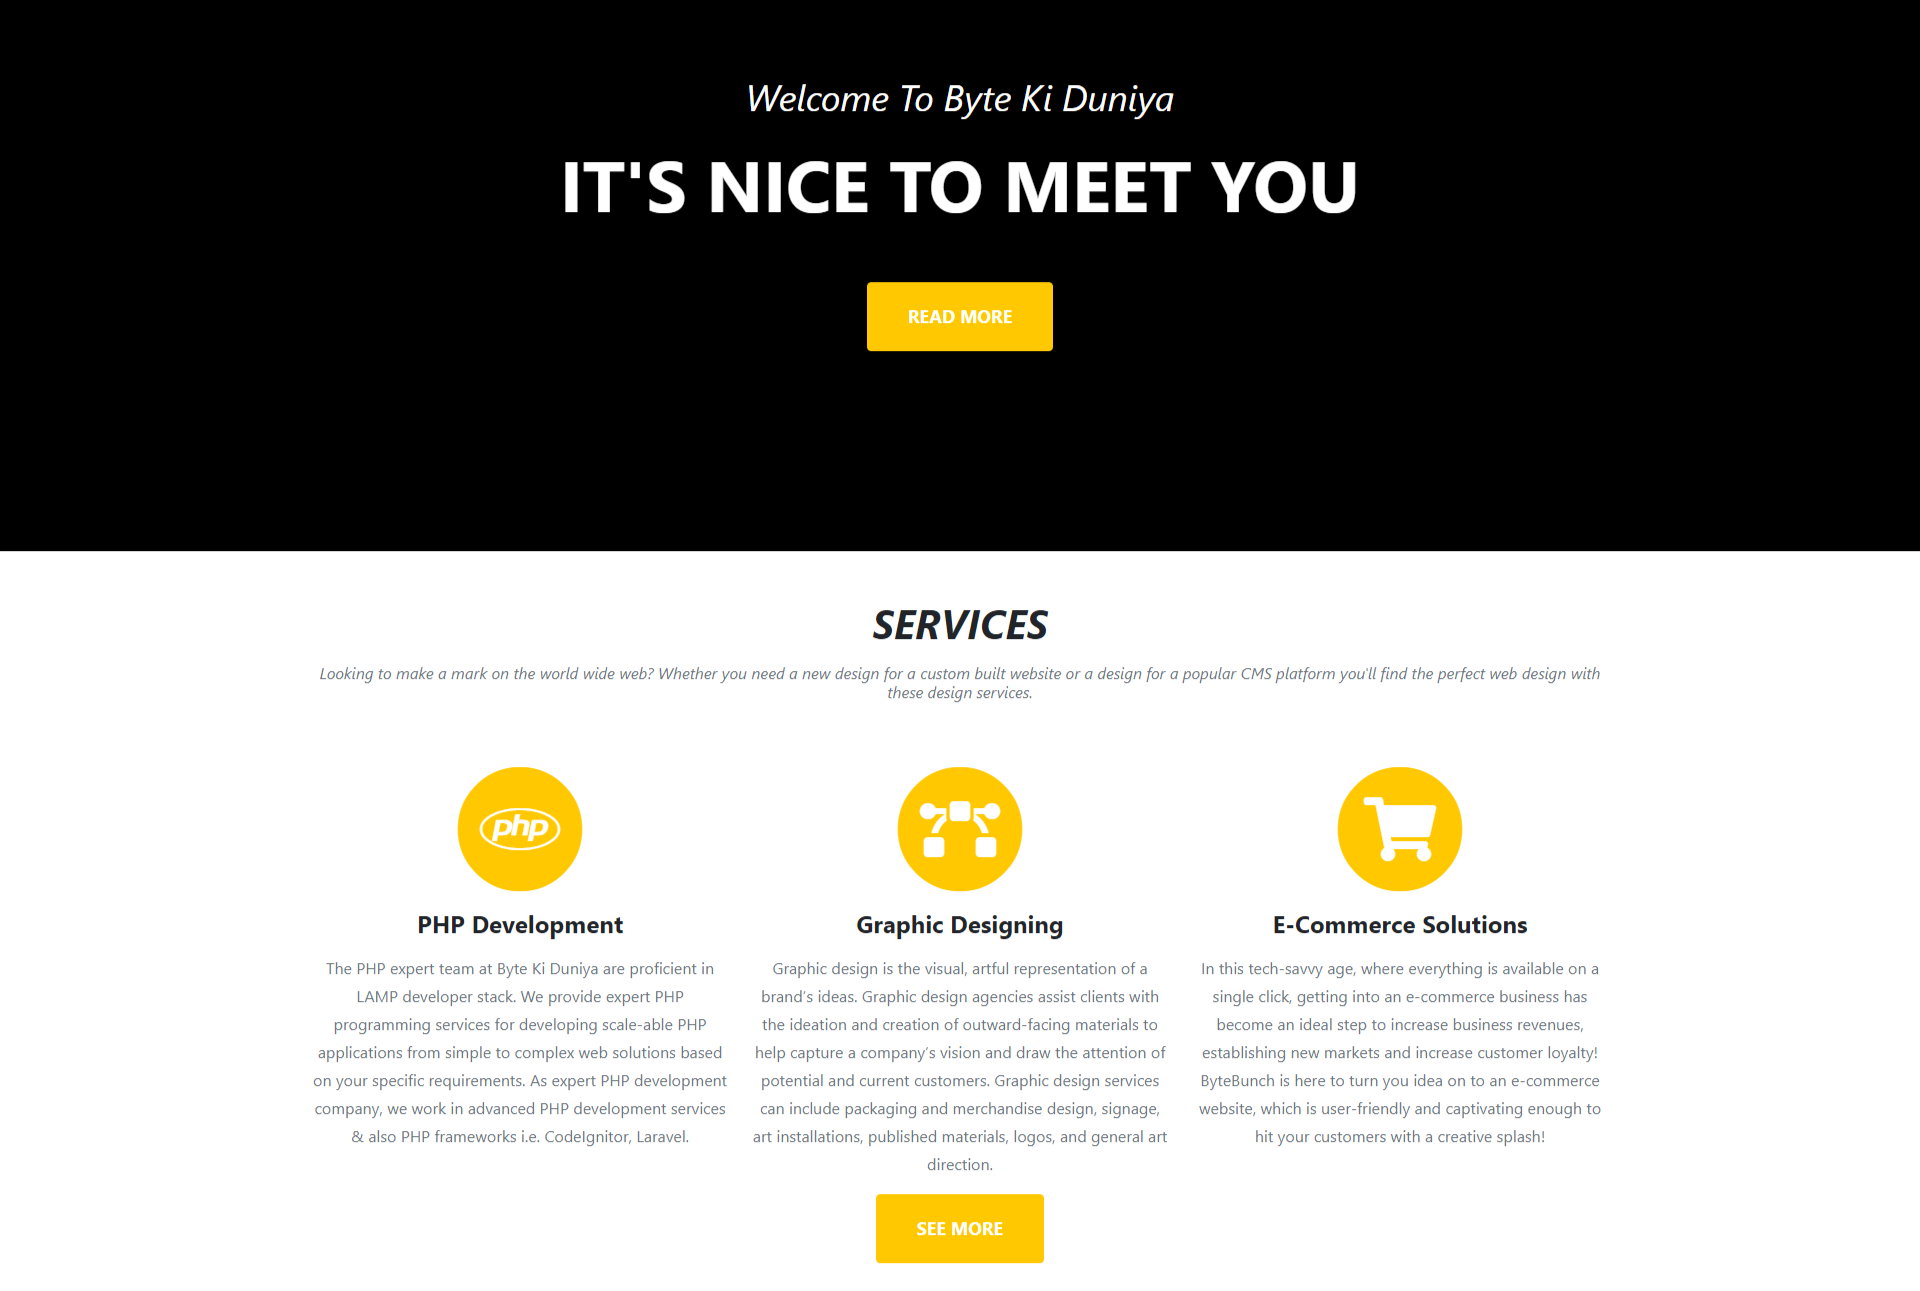 Welcome To Byte Ki Duniya
IT'S NICE TO MEET YOU
READ MORE
SERVICES
Looking to make a mark on the world wide web? Whether you need a new design for a custom built website or a design for a popular CMS platform you'll find the perfect web design with
these design services.
php
PHP Development
The PHP expert team at Byte Ki Duniya are proficient in
LAMP developer stack. We provide expert PHP
programming services for developing scale-able PHP
applications from simple to complex web solutions based
on your specific requirements. As expert PHP development
company, we work in advanced PHP development services
& also PHP frameworks i.e. CodeIgnitor, Laravel.
Graphic Designing
Graphic design is the visual, artful representation of a
brand’s ideas. Graphic design agencies assist clients with
the ideation and creation of outward-facing materials to
help capture a company’s vision and draw the attention of
potential and current customers. Graphic design services
can include packaging and merchandise design, signage,
art installations, published materials, logos, and general art
direction.
E-Commerce Solutions
In this tech-savvy age, where everything is available on a
single click, getting into an e-commerce business has
become an ideal step to increase business revenues,
establishing new markets and increase customer loyalty!
ByteBunch is here to turn you idea on to an e-commerce
website, which is user-friendly and captivating enough to
hit your customers with a creative splash!
SEE MORE